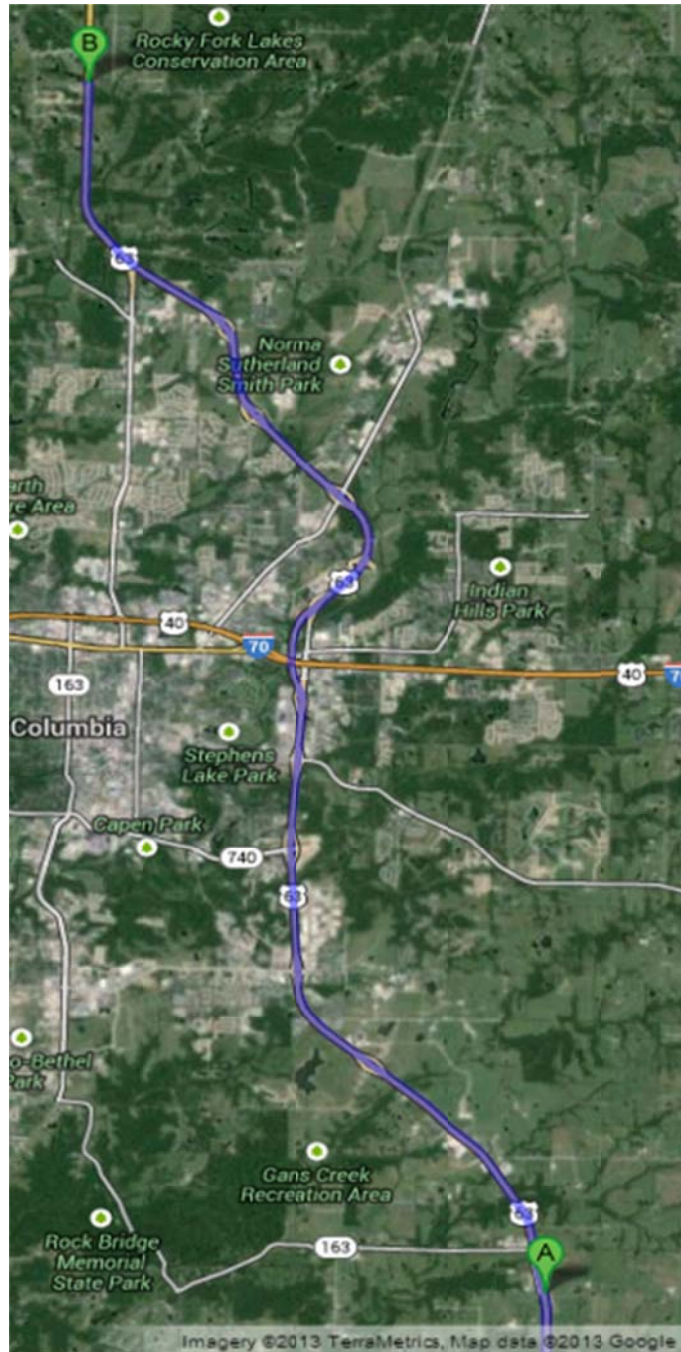 B
Rocky Fork Lakes
Conservation Area
63
Norma
Sutherland
Smith Park
arth
re Area
63
Indian
Hills Park
40
70
40
7
163
Columbia
Stephens
Lake Park
Capen Park
740
63
o-Bethel
Park
Gans Creek
Recreation Area
63
Rock Bridge
Memorial
State Park
163
A
Imagery ©2013 TerraMetrics, Map data ©2013 Google